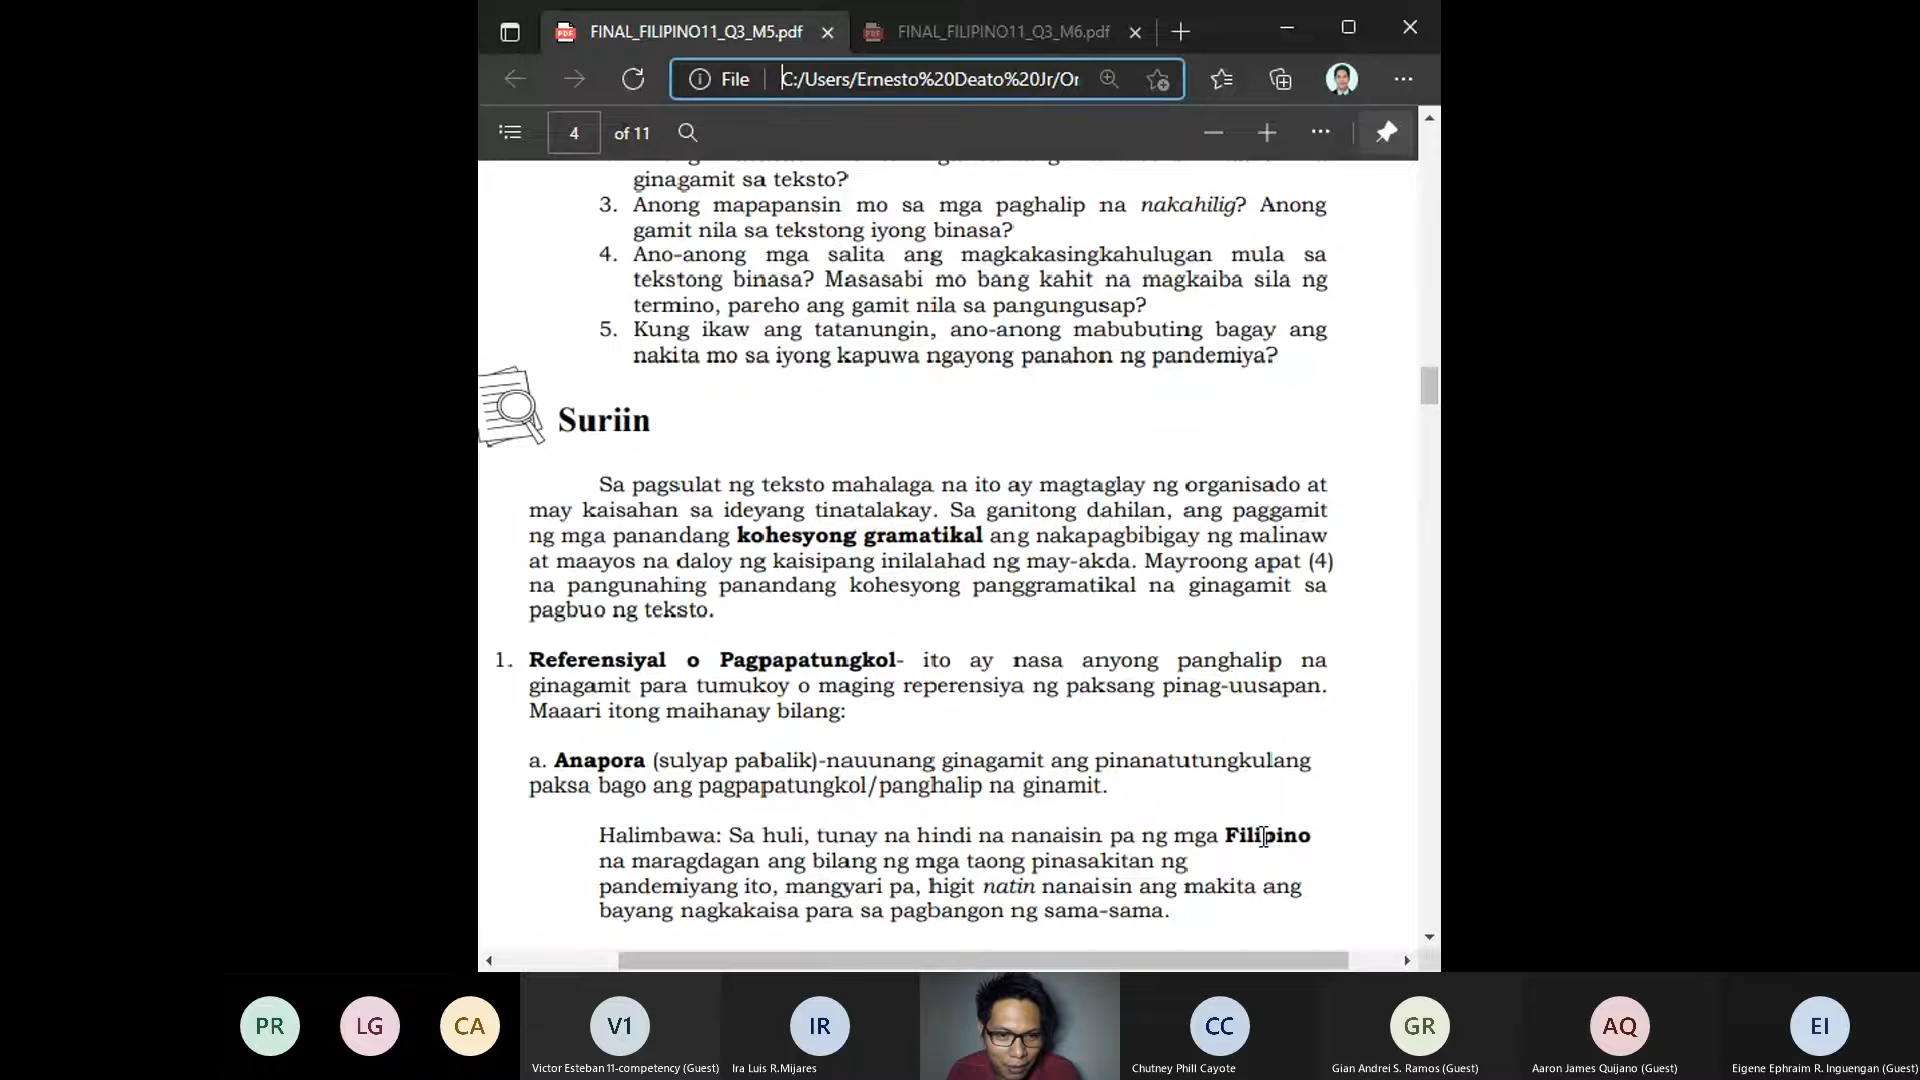 FINAL_FILIPINO11_Q3_M5.pdf
FINAL_FILIPINO11_Q3_M6.pdf
File
C:/Users/Ernesto%20Deato%20Jr/Or
4 of 11
ginagamit sa teksto?
3. Anong mapapansin mo sa mga paghalip na nakahilig? Anong
gamit nila sa tekstong iyong binasa?
4. Ano-anong mga salita ang magkakasingkahulugan mula sa
tekstong binasa? Masasabi mo bang kahit na magkaiba sila ng
termino, pareho ang gamit nila sa pangungusap?
5. Kung ikaw ang tatanungin, ano-anong mabubuting bagay ang
nakita mo sa iyong kapuwa ngayong panahon ng pandemiya?
Suriin
Sa pagsulat ng teksto mahalaga na ito ay magtaglay ng organisado at
may kaisahan sa ideyang tinatalakay. Sa ganitong dahilan, ang paggamit
ng mga panandang kohesyong gramatikal ang nakapagbibigay ng malinaw
at maayos na daloy ng kaisipang inilalahad ng may-akda. Mayroong apat (4)
na pangunahing panandang kohesyong panggramatikal na ginagamit sa
pagbuo ng teksto.
1. Referensiyal o Pagpapatungkol- ito ay nasa anyong panghalip na
ginagamit para tumukoy o maging reperensiya ng paksang pinag-uusapan.
Maaari itong maihanay bilang:
a. Anapora (sulyap pabalik)-nauunang ginagamit ang pinanatutungkulang
paksa bago ang pagpapatungkol/panghalip na ginamit.
Halimbawa: Sa huli, tunay na hindi na nanaisin pa ng mga Filipino
na maragdagan ang bilang ng mga taong pinasakitan ng
pandemiyang ito, mangyari pa, higit natin nanaisin ang makita ang
bayang nagkakaisa para sa pagbangon ng sama-sama.
PR
LG
CA
V1
IR
CC
GR
AQ
EI
Victor Esteban 11-competency (Guest)
Ira Luis R.Mijares
Chutney Phill Cayote
Gian Andrei S. Ramos (Guest)
Aaron James Quijano (Guest)
Eigene Ephraim R. Inguengan (Guest)